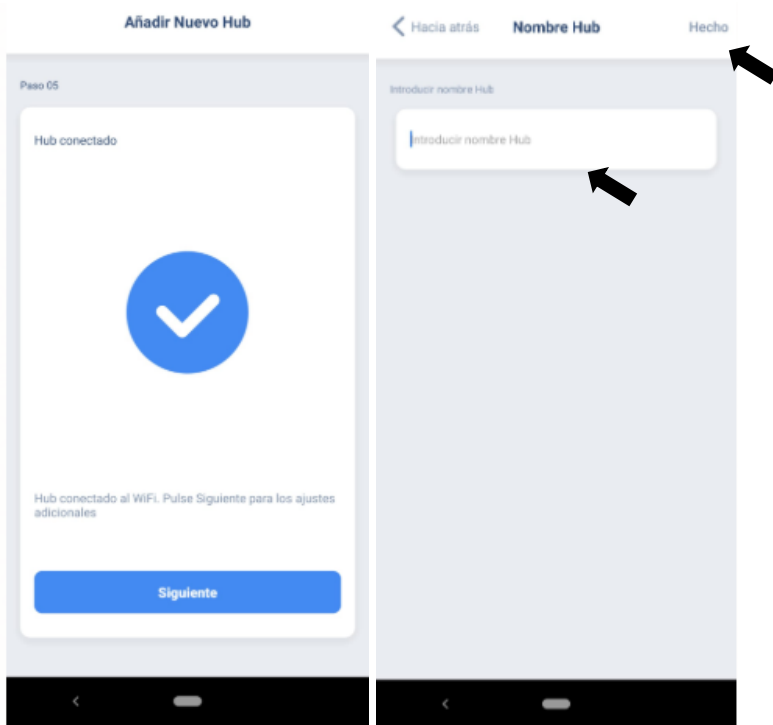 Añadir Nuevo Hub
Paso 05
Hub conectado
Hub conectado al WiFi. Pulse Siguiente para los ajustes
adicionales
Siguiente
Hacia atrás
Nombre Hub
Hecho
Introducir nombre Hub
Introducir nombre Hub